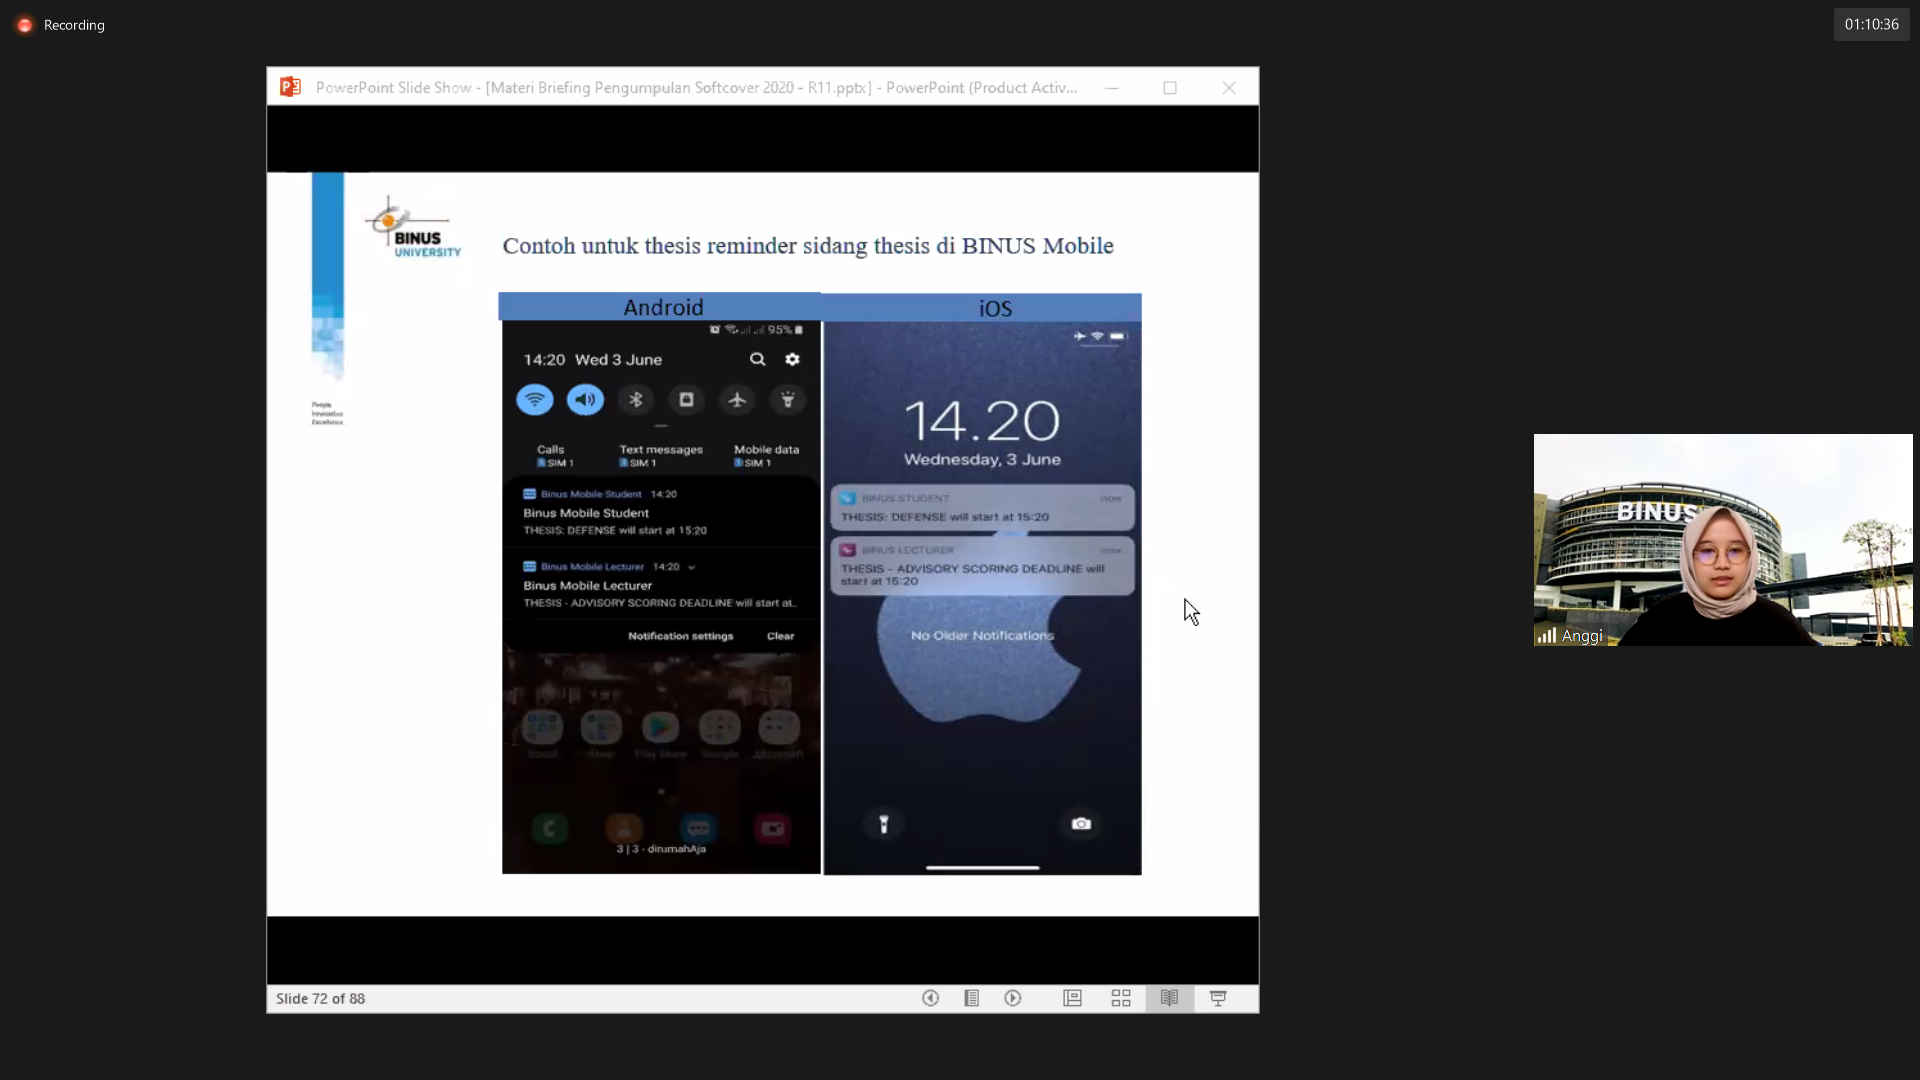 Recording
01:10:36
PowerPoint Slide Show - [Materi Briefing Pengumpulan Softcover 2020 - R11.pptx] - PowerPoint (Product Activ...
BINUS
UNIVERSITY
Contoh untuk thesis reminder sidang thesis di BINUS Mobile
People
Innovation
Excellence
Android
95%
14:20 Wed 3 June
Calls
SIM 1
Text messages
SIM 1
Mobile data
SIM 1
Binus Mobile Student 14:20
Binus Mobile Student
THESIS: DEFENSE will start at 15:20
Binus Mobile Lecturer 14:20
Binus Mobile Lecturer
THESIS - ADVISORY SCORING DEADLINE will start at..
Notification settings Clear
Social
Play Store
Google
Microsoft
3 | 3 - dirumahAja
iOS
14.20
Wednesday, 3 June
BINUS STUDENT now
THESIS: DEFENSE will start at 15:20
BINUS LECTURER now
THESIS - ADVISORY SCORING DEADLINE will
start at 15:20
No Older Notifications
Slide 72 of 88
BINUS
Anggi